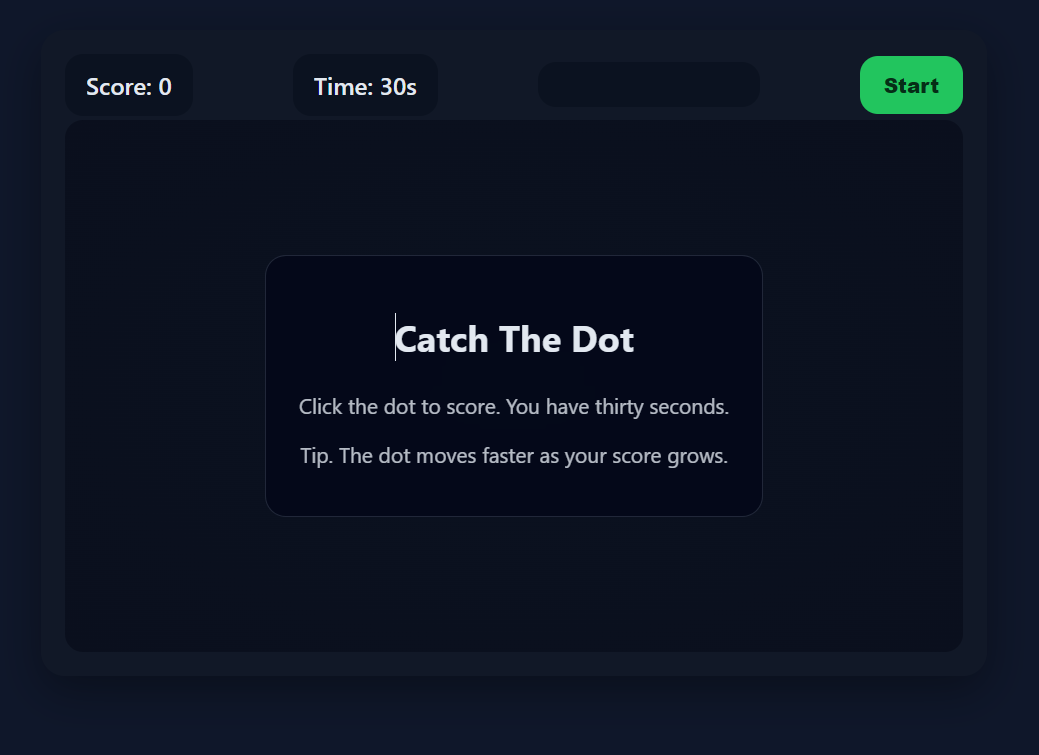 Score: 0
Time: 30s
Start
Catch The Dot
Click the dot to score. You have thirty seconds.
Tip. The dot moves faster as your score grows.